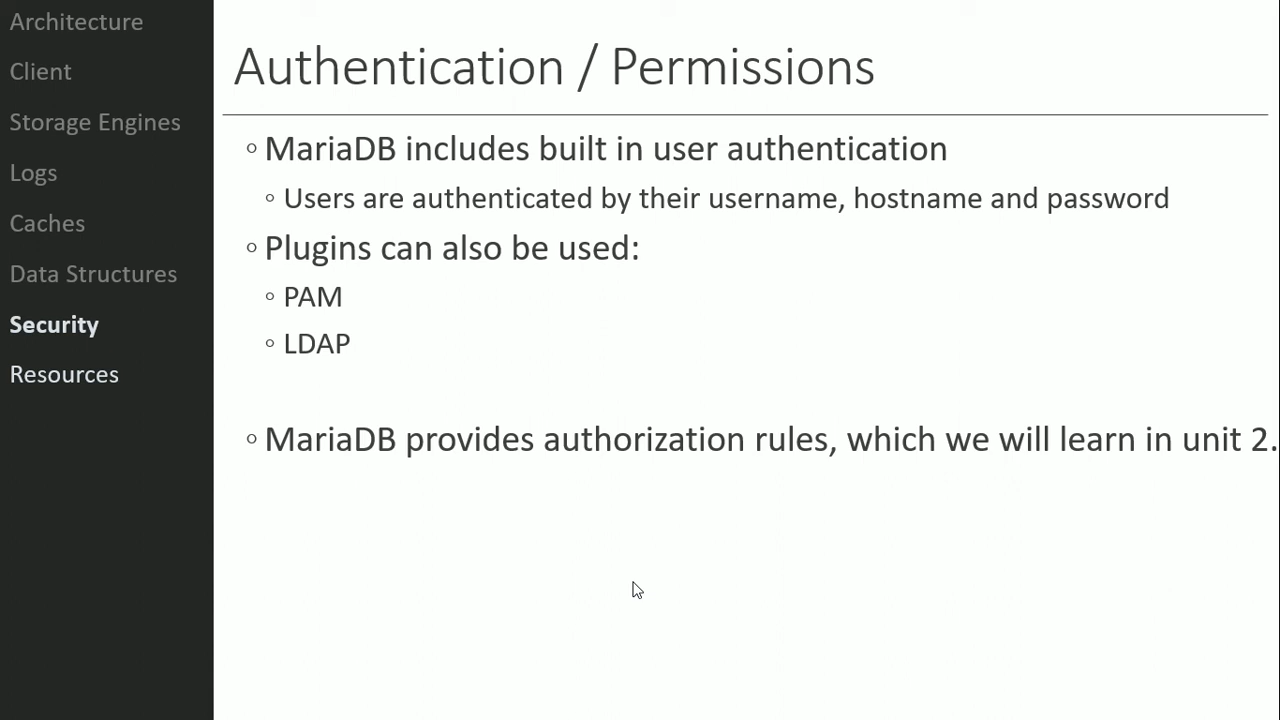 Architecture
Client
Storage Engines
Logs
Caches
Data Structures
Security
Resources
Authentication / Permissions
◦ MariaDB includes built in user authentication
◦ Users are authenticated by their username, hostname and password
◦ Plugins can also be used:
◦ PAM
◦ LDAP
◦ MariaDB provides authorization rules, which we will learn in unit 2.